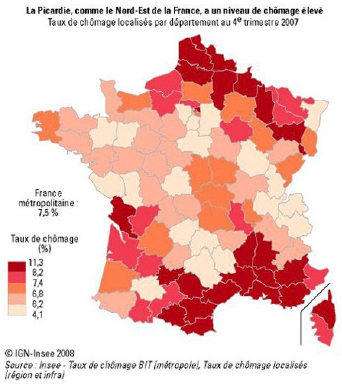 La Picardie, comme le Nord-Est de la France, a un niveau de chômage élevé
Taux de chômage localisés par département au 4e trimestre 2007
France
métropolitaine :
7,5 %
Taux de chômage
(%)
11,3
8,2
7,4
6,8
6,2
4,1
© IGN-Insee 2008
Source : Insee - Taux de chômage BIT (métropole), Taux de chômage localisés
(région et infra)